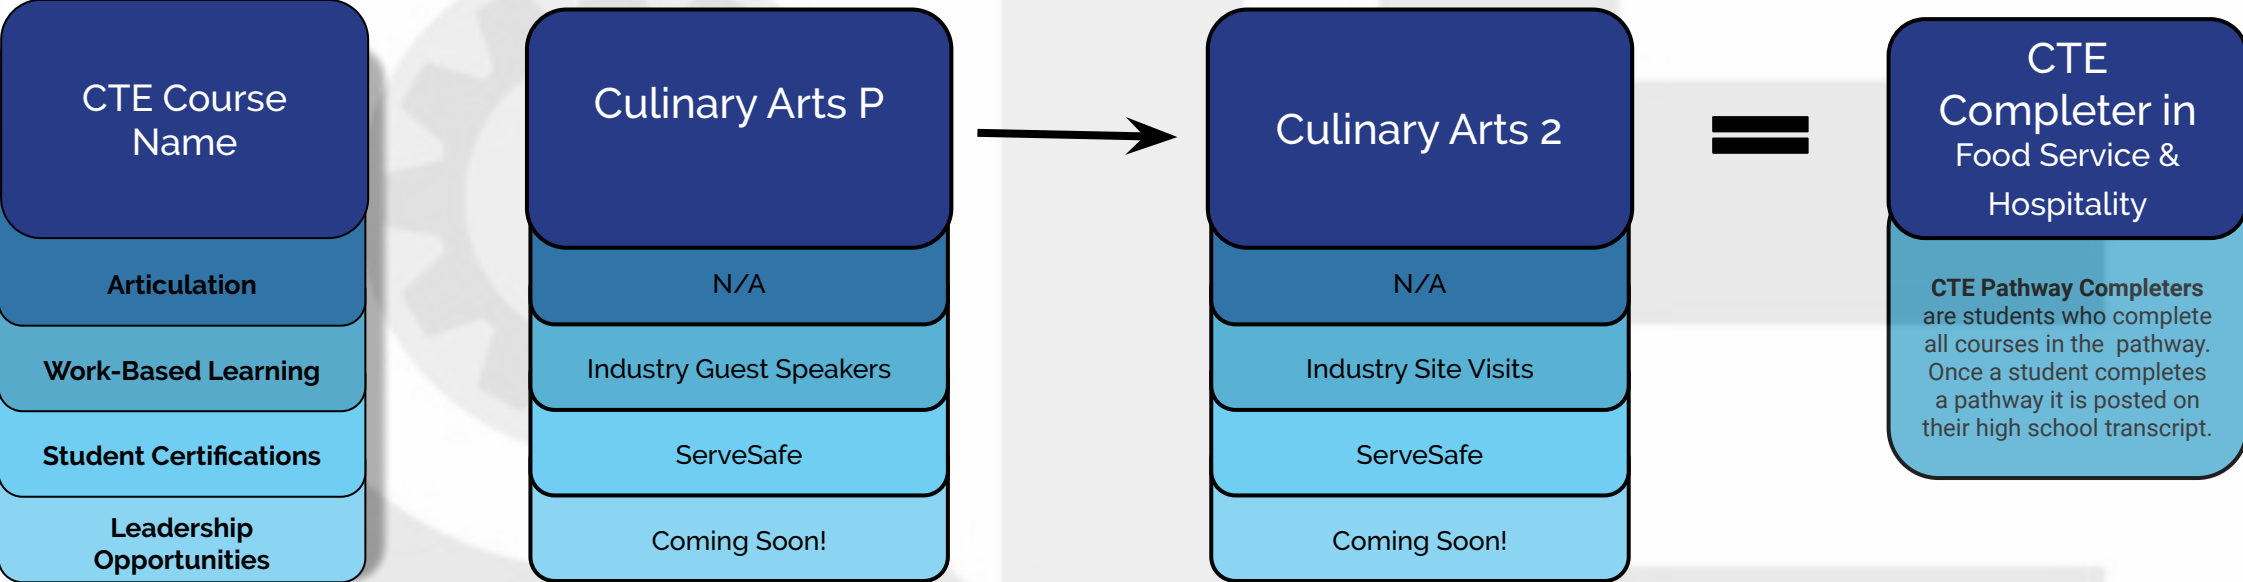 CTE Course
Name
Articulation
Work-Based Learning
Student Certifications
Leadership
Opportunities
Culinary Arts P
N/A
Industry Guest Speakers
ServeSafe
Coming Soon!
Culinary Arts 2
N/A
Industry Site Visits
ServeSafe
Coming Soon!
CTE
Completer in
Food Service &
Hospitality
CTE Pathway Completers
are students who complete
all courses in the pathway.
Once a student completes
a pathway it is posted on
their high school transcript.